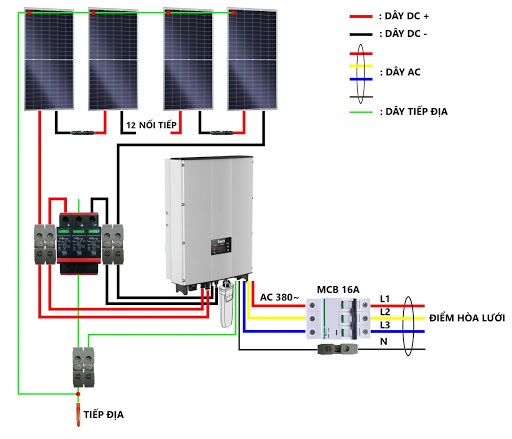 : DÂY DC +
: DÂY DC -
: DÂY AC
: DÂY TIẾP ĐỊA
12 NỐI TIẾP
AC 380~
MCB 16A
L1
L2
L3
N
ĐIỂM HÒA LƯỚI
TIẾP ĐỊA